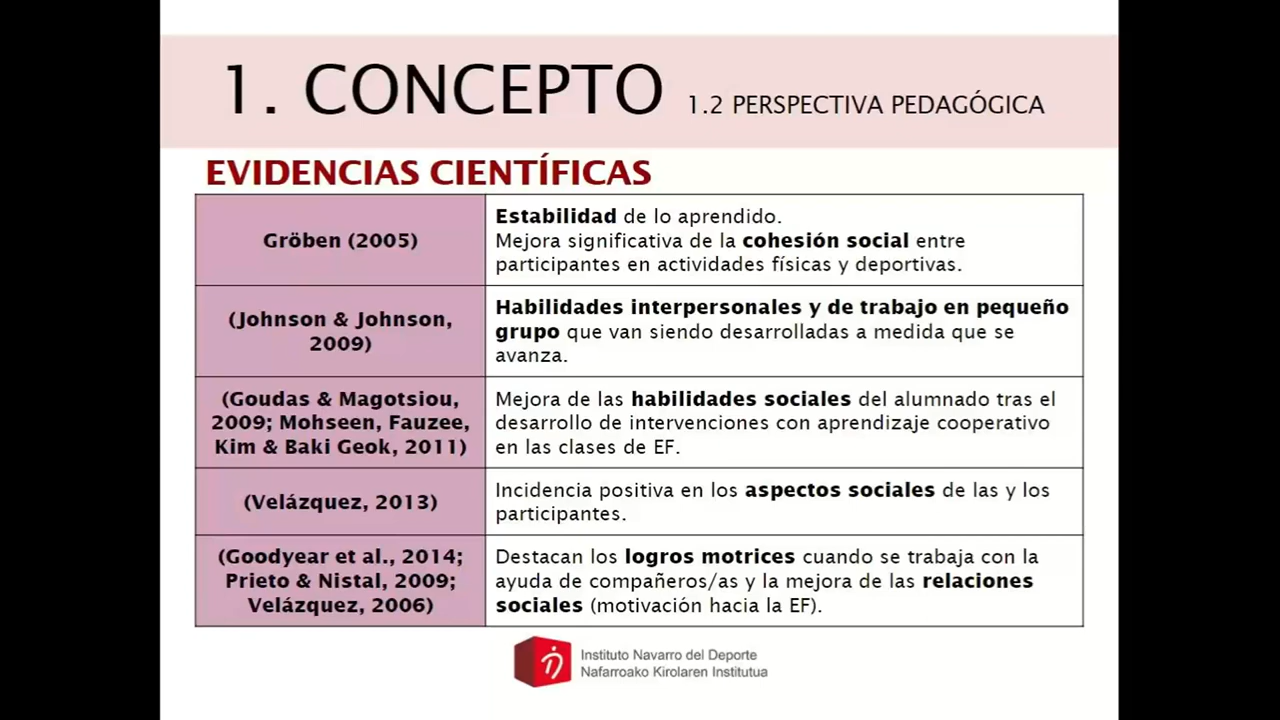 1. CONCEPTO 1.2 PERSPECTIVA PEDAGÓGICA
EVIDENCIAS CIENTÍFICAS
Gröben (2005)
Estabilidad de lo aprendido.
Mejora significativa de la cohesión social entre
participantes en actividades físicas y deportivas.
(Johnson & Johnson,
2009)
Habilidades interpersonales y de trabajo en pequeño
grupo que van siendo desarrolladas a medida que se
avanza.
(Goudas & Magotsiou,
2009; Mohseen, Fauzee,
Kim & Baki Geok, 2011)
Mejora de las habilidades sociales del alumnado tras el
desarrollo de intervenciones con aprendizaje cooperativo
en las clases de EF.
(Velázquez, 2013)
Incidencia positiva en los aspectos sociales de las y los
participantes.
(Goodyear et al., 2014;
Prieto & Nistal, 2009;
Velázquez, 2006)
Destacan los logros motrices cuando se trabaja con la
ayuda de compañeros/as y la mejora de las relaciones
sociales (motivación hacia la EF).
Instituto Navarro del Deporte
Nafarroako Kirolaren Institutua